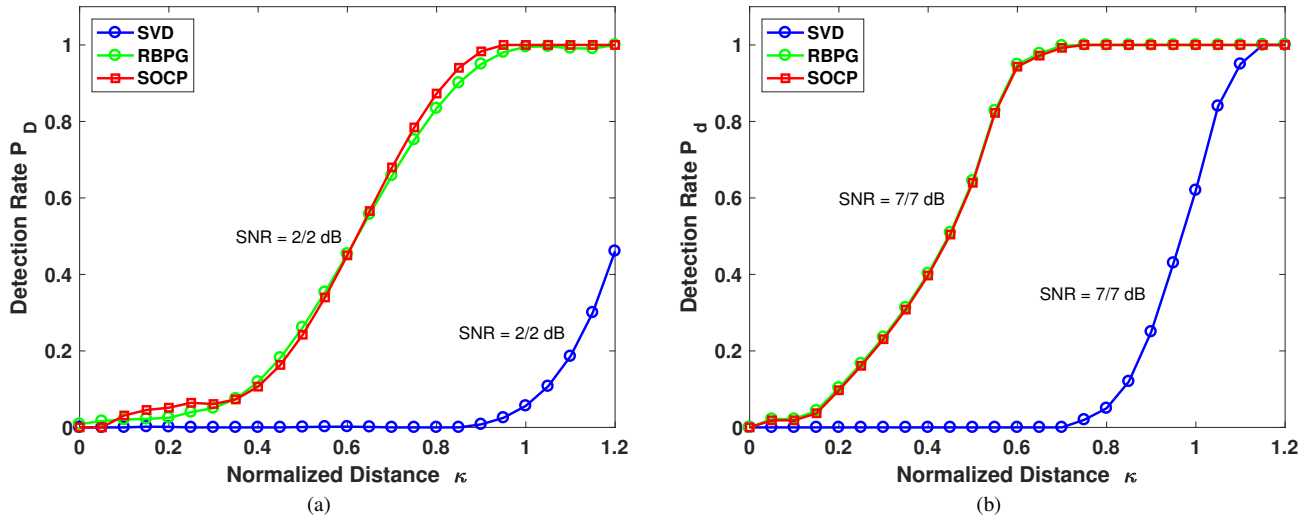 SVD
RBPG
SOCP
1
0.8
0.6
0.4
0.2
0
Detection Rate P_D
SNR = 2/2 dB
SNR = 2/2 dB
0 0.2 0.4 0.6 0.8 1 1.2
Normalized Distance κ
(a)
SVD
RBPG
SOCP
1
0.8
0.6
0.4
0.2
0
Detection Rate P_d
SNR = 7/7 dB
SNR = 7/7 dB
0 0.2 0.4 0.6 0.8 1 1.2
Normalized Distance κ
(b)